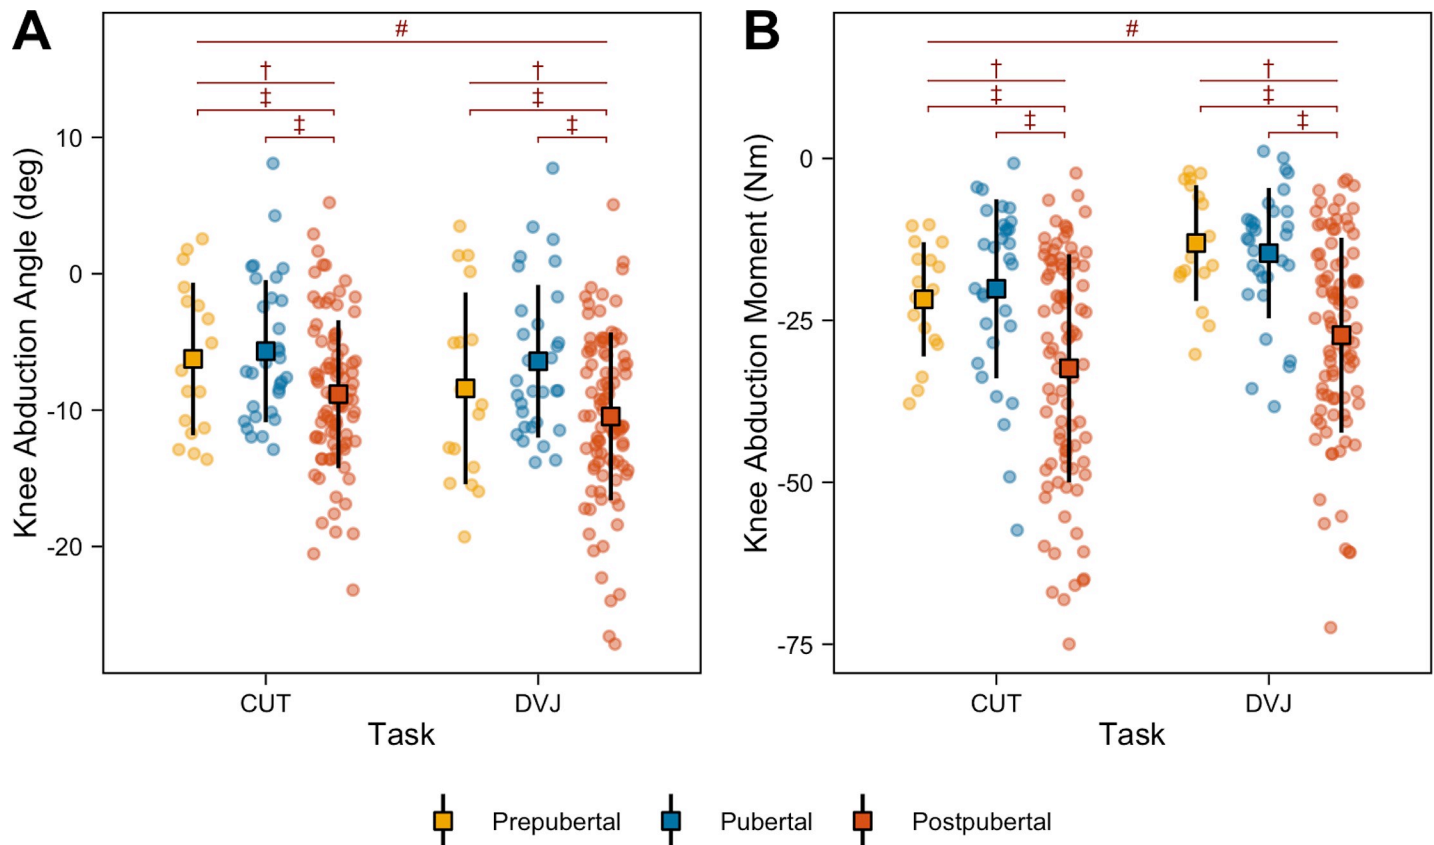 A
#
†
†
‡
‡
‡
‡
10
0
-10
-20
Knee Abduction Angle (deg)
CUT
DVJ
Task
B
#
†
†
‡
‡
‡
‡
0
-25
-50
-75
Knee Abduction Moment (Nm)
CUT
DVJ
Task
Prepubertal
Pubertal
Postpubertal